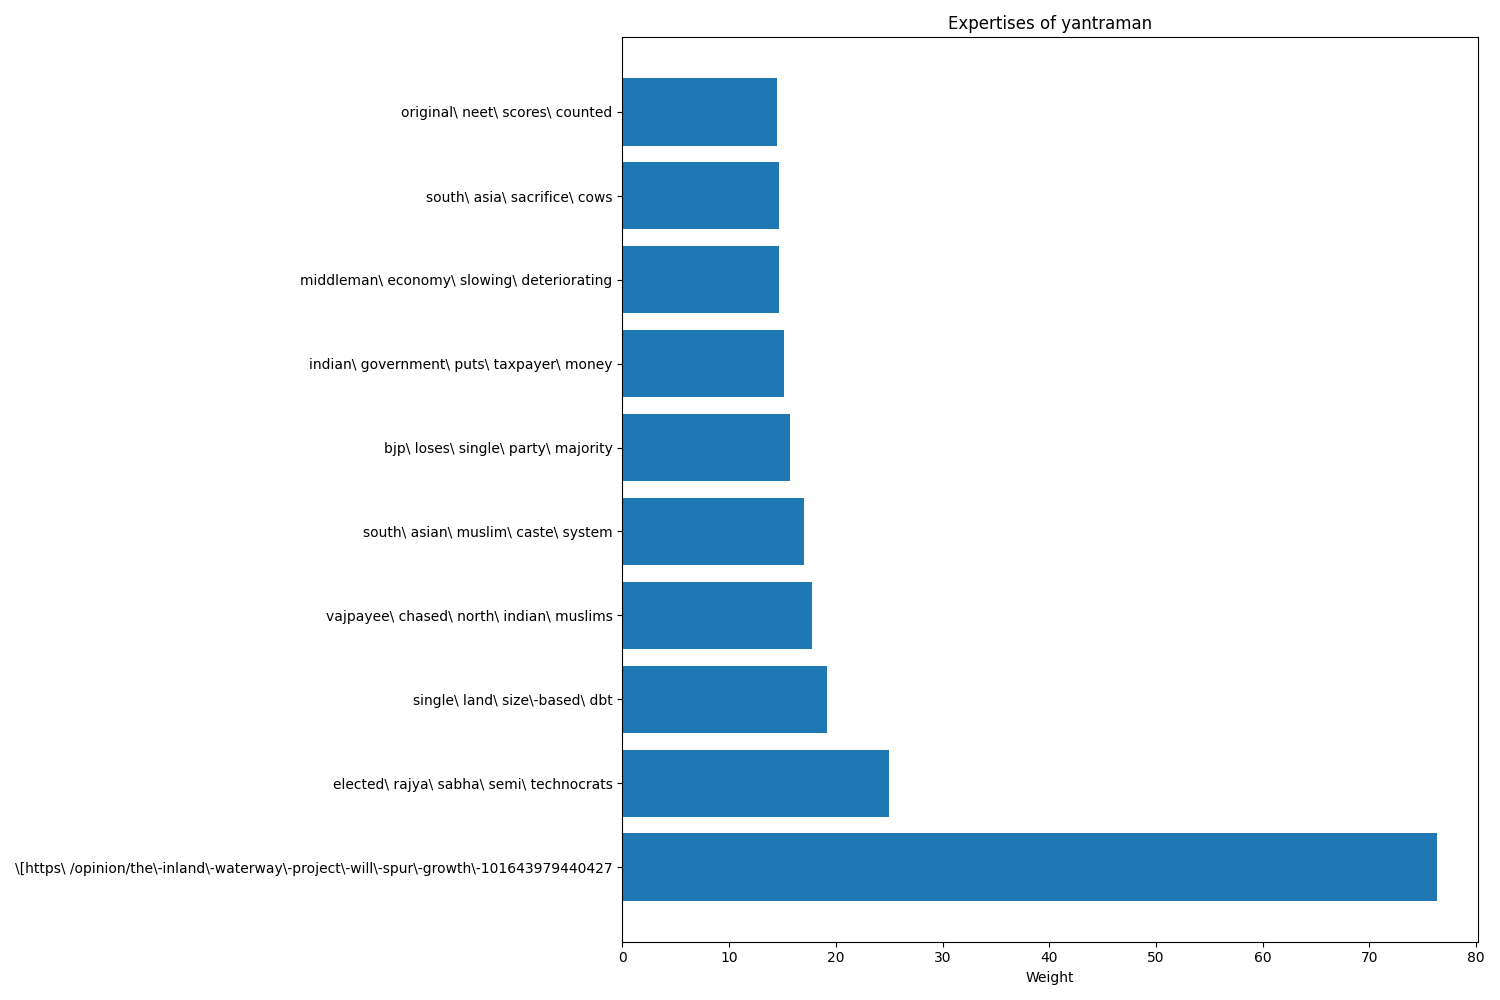 Expertises of yantraman
original\ neet\ scores\ counted
south\ asia\ sacrifice\ cows
middleman\ economy\ slowing\ deteriorating
indian\ government\ puts\ taxpayer\ money
bjp\ loses\ single\ party\ majority
south\ asian\ muslim\ caste\ system
vajpayee\ chased\ north\ indian\ muslims
single\ land\ size\-based\ dbt
elected\ rajya\ sabha\ semi\ technocrats
\[https\ /opinion/the\-inland\-waterway\-project\-will\-spur\-growth\-101643979440427
0 10 20 30 40 50 60 70 80
Weight